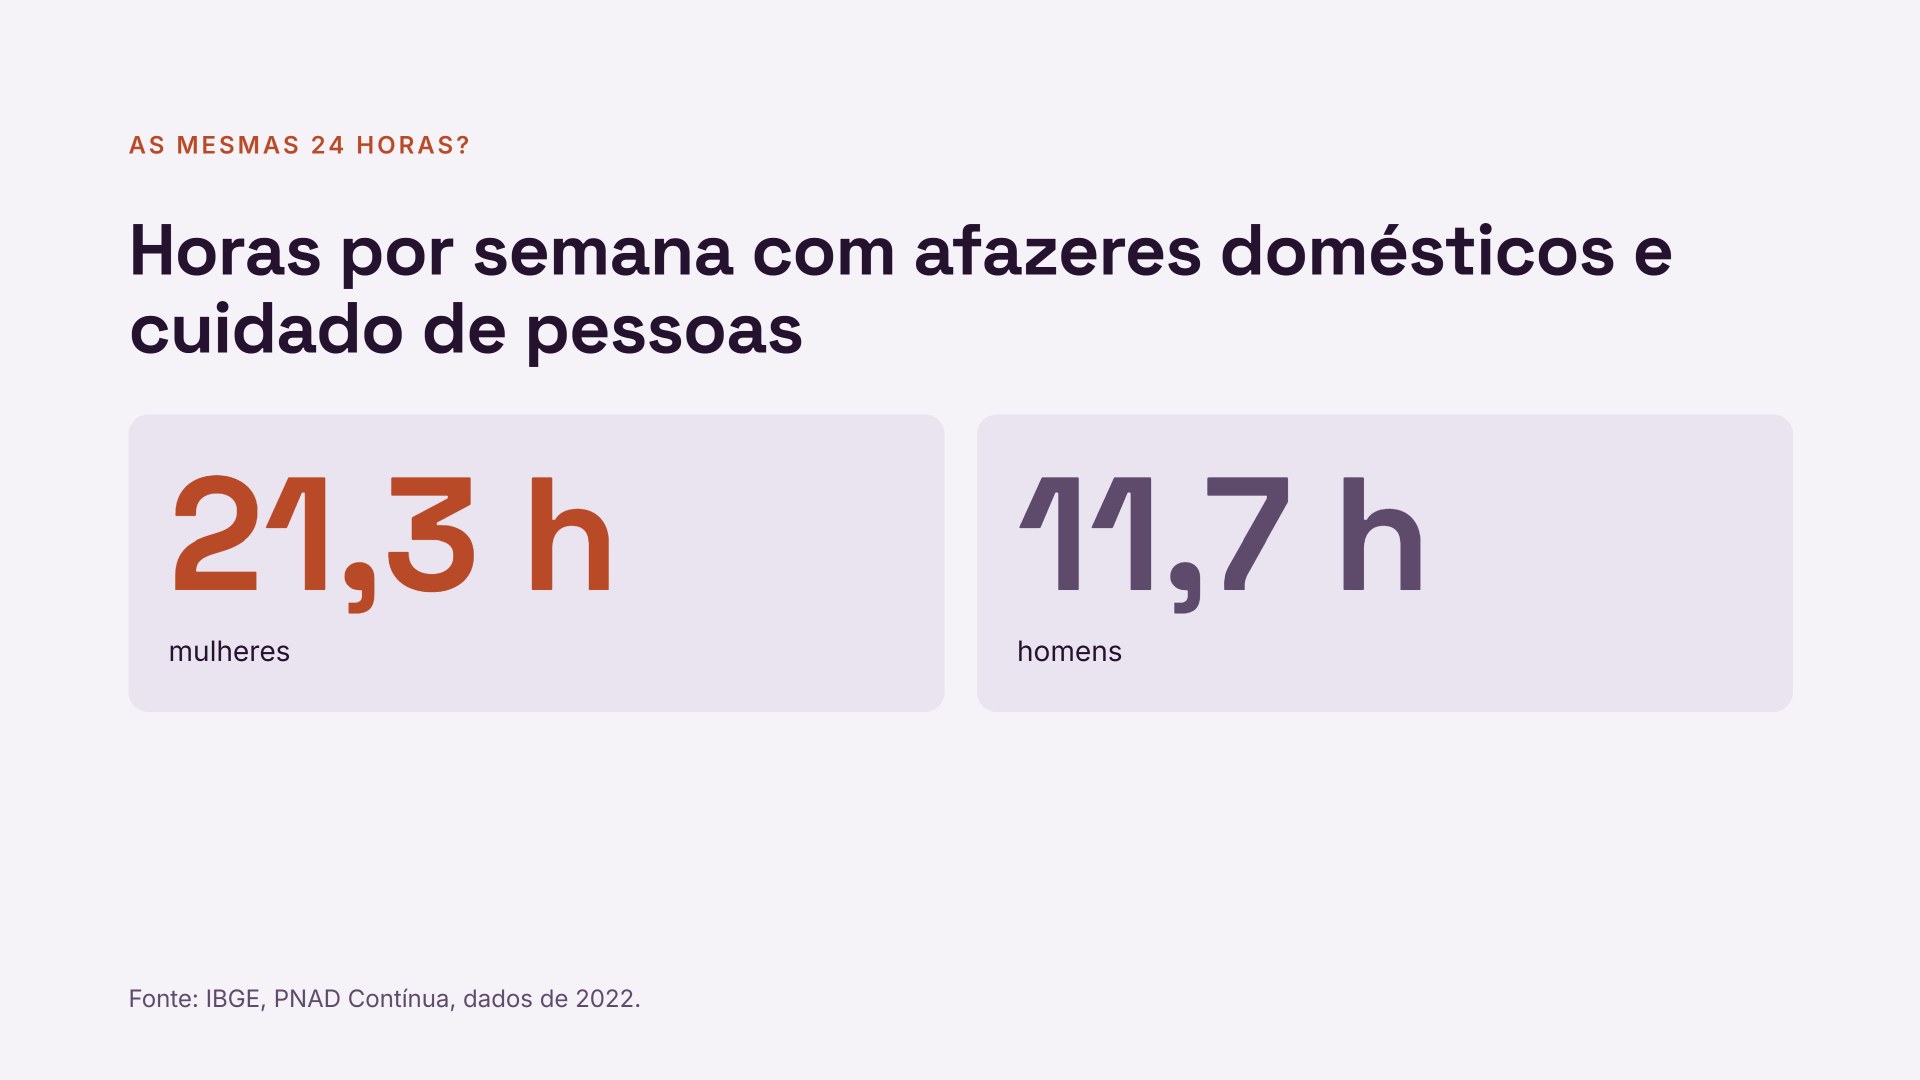 AS MESMAS 24 HORAS?
Horas por semana com afazeres domésticos e
cuidado de pessoas
21,3 h
mulheres
11,7 h
homens
Fonte: IBGE, PNAD Contínua, dados de 2022.